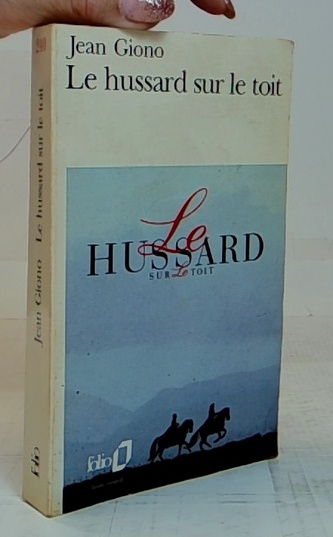 Jean Giono
Le hussard sur le toit
Le
HUSSARD
SUR Le TOIT
folio
Jean Giono Le hussard sur le toit
folio